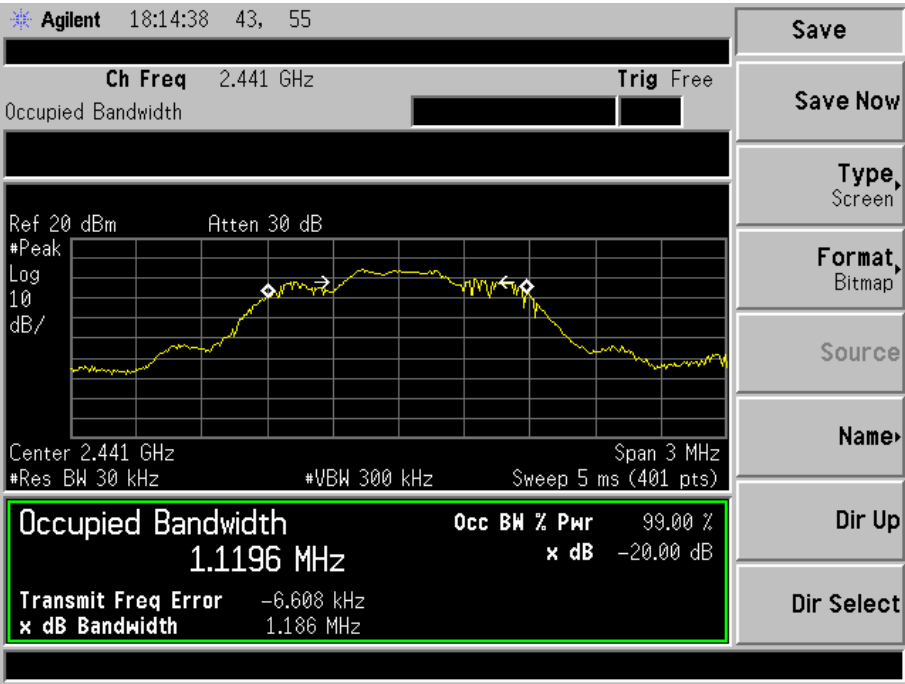 Agilent 18:14:38 43, 55
Save
Ch Freq 2.441 GHz
Trig Free
Occupied Bandwidth
Save Now
Type
Screen
Format
Bitmap
Source
Name
Dir Up
Dir Select
Ref 20 dBm Atten 30 dB
#Peak
Log
10
dB/
Center 2.441 GHz Span 3 MHz
#Res BW 30 kHz #VBW 300 kHz Sweep 5 ms (401 pts)
Occupied Bandwidth
1.1196 MHz
Occ BW % Pwr 99.00 %
x dB -20.00 dB
Transmit Freq Error -6.608 kHz
x dB Bandwidth 1.186 MHz